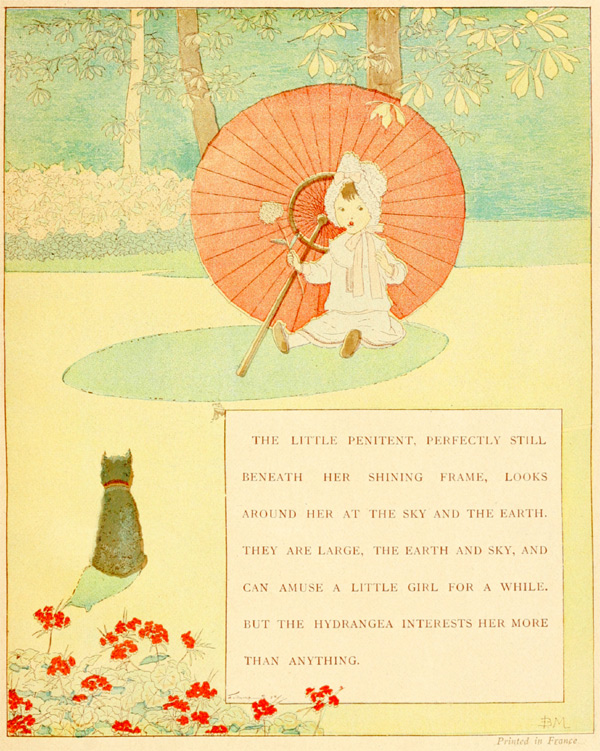 THE LITTLE PENITENT, PERFECTLY STILL
BENEATH HER SHINING FRAME, LOOKS
AROUND HER AT THE SKY AND THE EARTH.
THEY ARE LARGE, THE EARTH AND SKY, AND
CAN AMUSE A LITTLE GIRL FOR A WHILE.
BUT THE HYDRANGEA INTERESTS HER MORE
THAN ANYTHING.
BM
Printed in France.